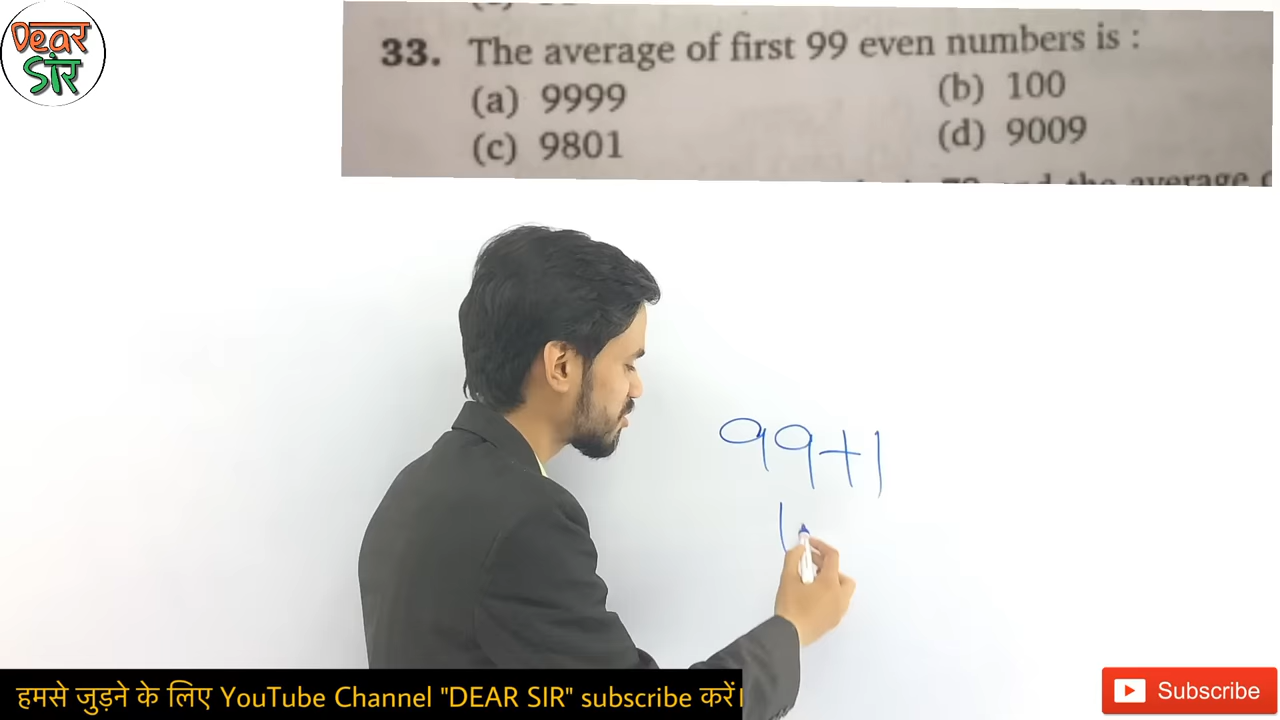 Dear
Sir
33. The average of first 99 even numbers is :
(a) 9999 (b) 100
(c) 9801 (d) 9009
99+1
हमसे जुड़ने के लिए YouTube Channel "DEAR SIR" subscribe करें।
Subscribe